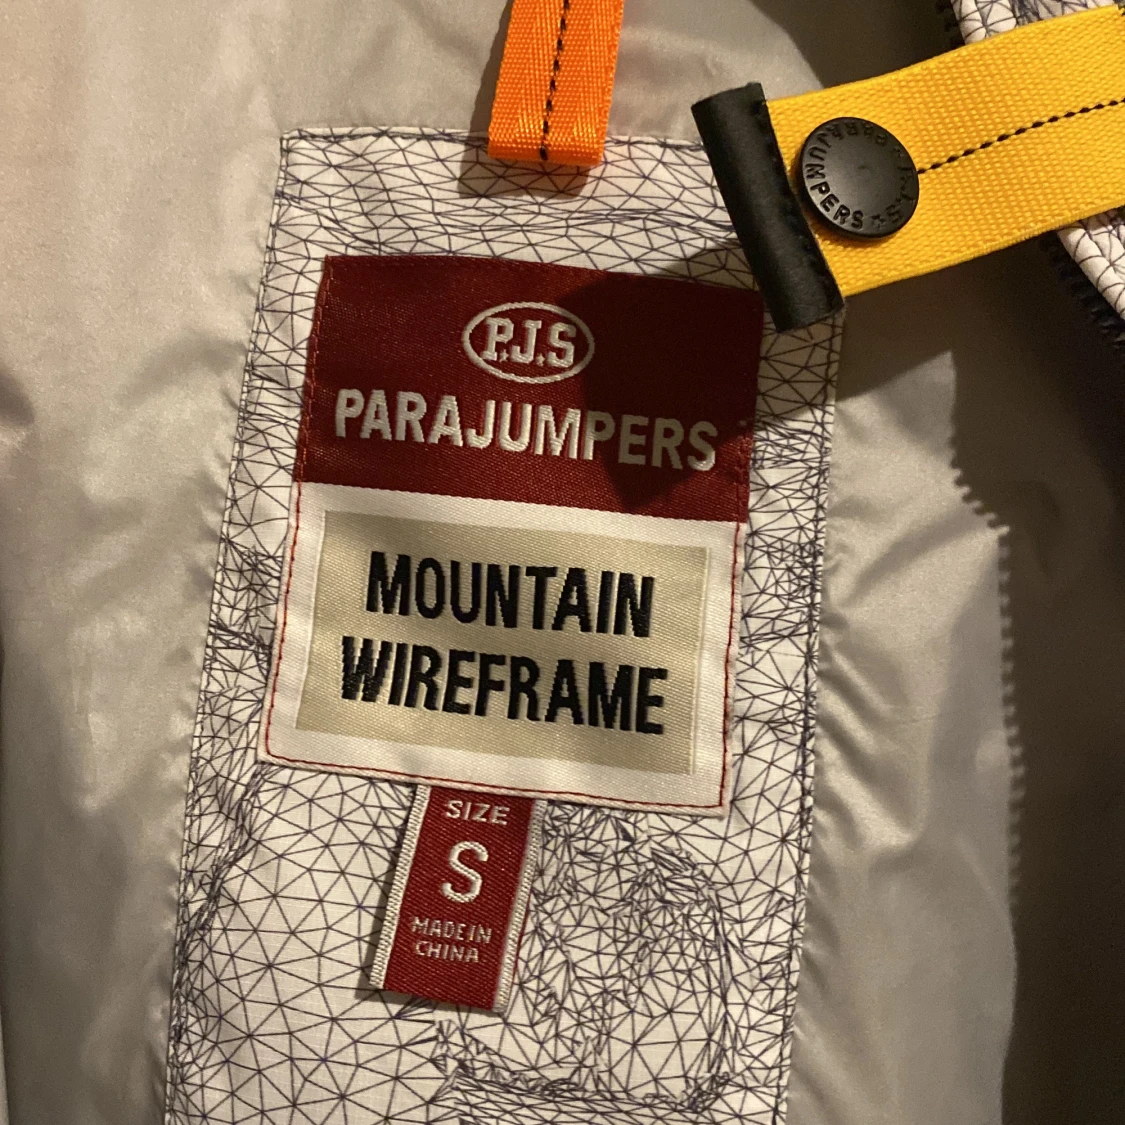 P.J.S
PARAJUMPERS
MOUNTAIN
WIREFRAME
SIZE
S
MADE IN
CHINA
PARAJUMPERS
P.J.S